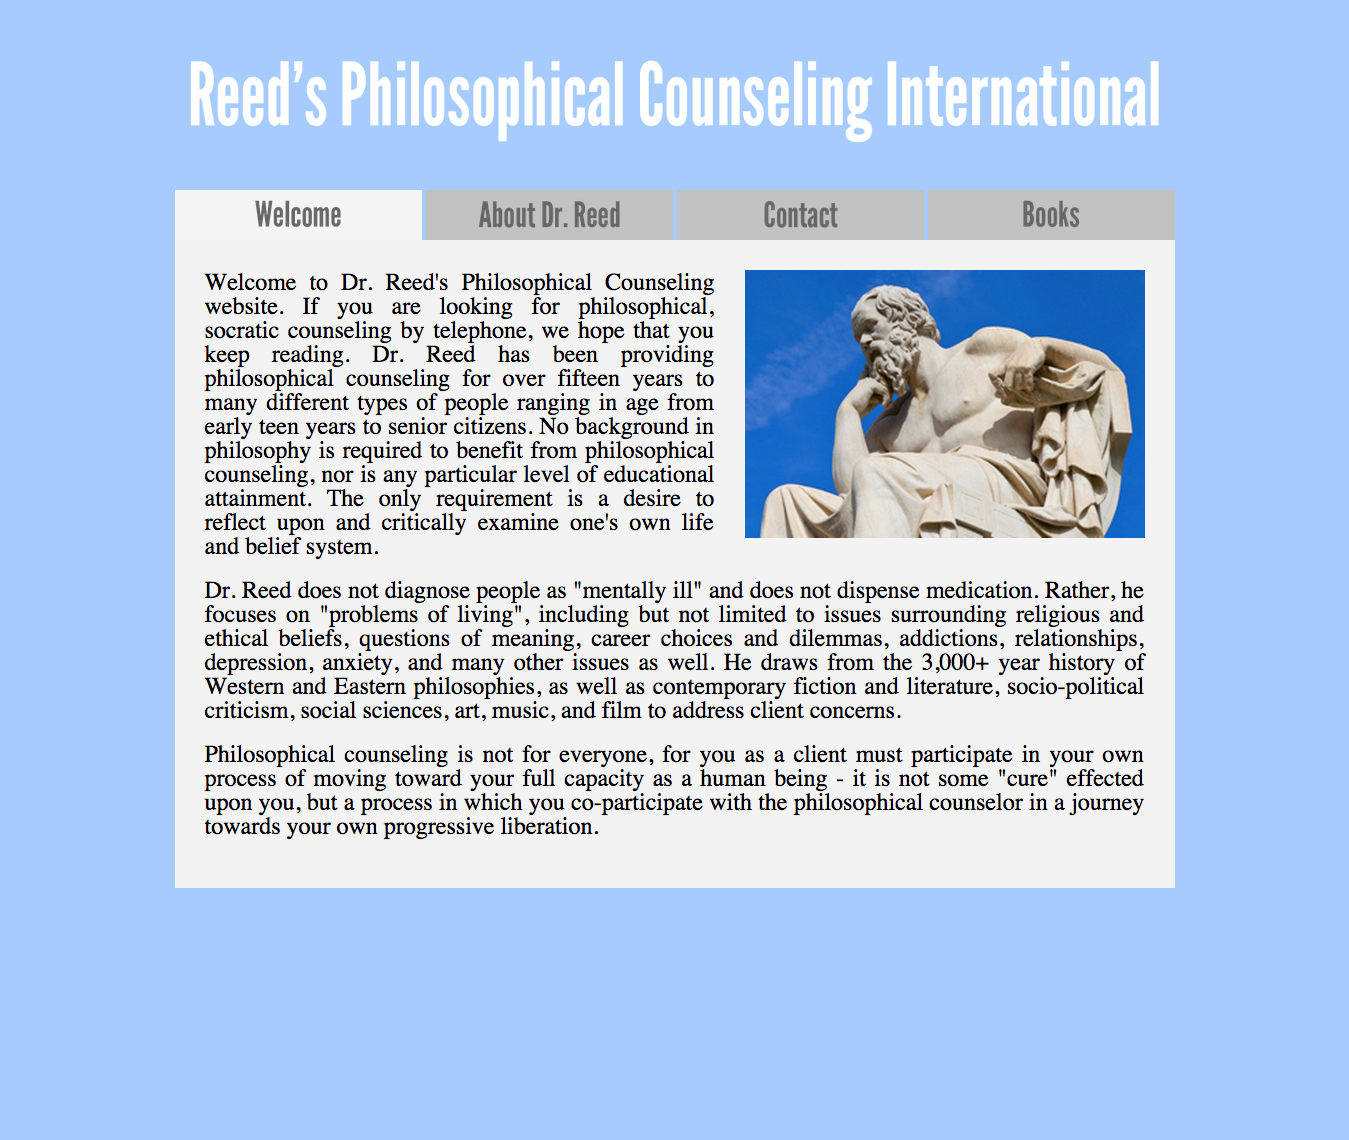 Reed’s Philosophical Counseling International
Welcome
About Dr. Reed
Contact
Books
Welcome to Dr. Reed's Philosophical Counseling
website. If you are looking for philosophical,
socratic counseling by telephone, we hope that you
keep reading. Dr. Reed has been providing
philosophical counseling for over fifteen years to
many different types of people ranging in age from
early teen years to senior citizens. No background in
philosophy is required to benefit from philosophical
counseling, nor is any particular level of educational
attainment. The only requirement is a desire to
reflect upon and critically examine one's own life
and belief system.
Dr. Reed does not diagnose people as "mentally ill" and does not dispense medication. Rather, he
focuses on "problems of living", including but not limited to issues surrounding religious and
ethical beliefs, questions of meaning, career choices and dilemmas, addictions, relationships,
depression, anxiety, and many other issues as well. He draws from the 3,000+ year history of
Western and Eastern philosophies, as well as contemporary fiction and literature, socio-political
criticism, social sciences, art, music, and film to address client concerns.
Philosophical counseling is not for everyone, for you as a client must participate in your own
process of moving toward your full capacity as a human being - it is not some "cure" effected
upon you, but a process in which you co-participate with the philosophical counselor in a journey
towards your own progressive liberation.